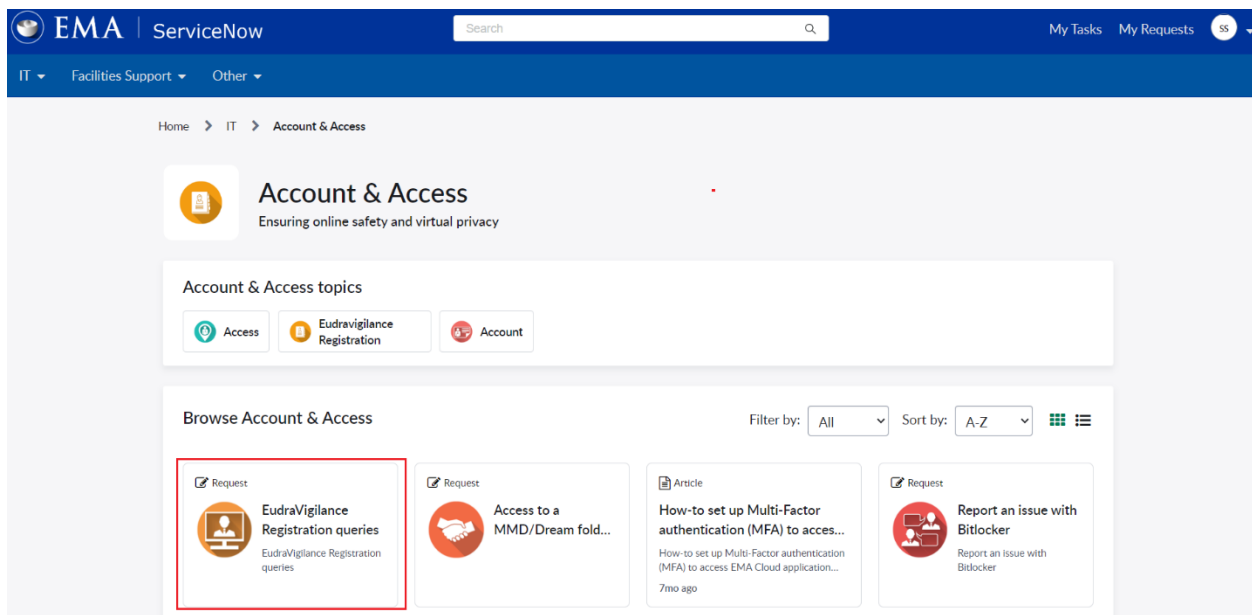 EMA | ServiceNow
Search
My Tasks My Requests SS
IT Facilities Support Other
Home > IT > Account & Access
Account & Access
Ensuring online safety and virtual privacy
Account & Access topics
Access
Eudravigilance
Registration
Account
Browse Account & Access
Filter by: All Sort by: A-Z
Request
EudraVigilance
Registration queries
EudraVigilance Registration
queries
Request
Access to a
MMD/Dream fold...
Article
How-to set up Multi-Factor
authentication (MFA) to acces...
How-to set up Multi-Factor authentication
(MFA) to access EMA Cloud application...
7mo ago
Request
Report an issue with
Bitlocker
Report an issue with
Bitlocker